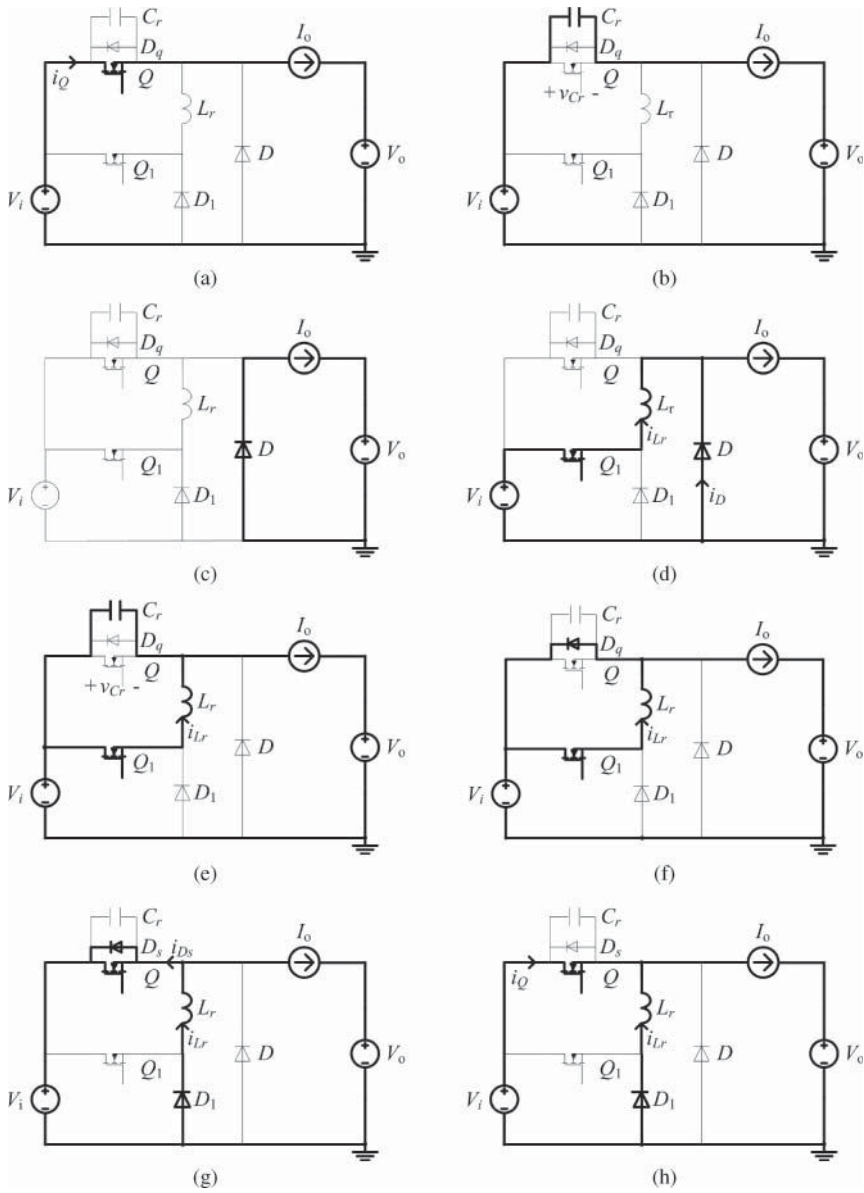 C_r
D_q
i_Q
Q
I_o
L_r
Q_1
D
V_o
V_i
D_1
(a)
C_r
D_q
Q
+ v_Cr -
I_o
L_r
Q_1
D
V_o
V_i
D_1
(b)
C_r
D_q
Q
I_o
L_r
Q_1
D
V_o
V_i
D_1
(c)
C_r
D_q
Q
I_o
L_r
i_Lr
Q_1
D
V_o
V_i
D_1
i_D
(d)
C_r
D_q
Q
+ v_Cr -
I_o
L_r
i_Lr
Q_1
D
V_o
V_i
D_1
(e)
C_r
D_q
Q
I_o
L_r
i_Lr
Q_1
D
V_o
V_i
D_1
(f)
C_r
D_s
i_Ds
Q
I_o
L_r
i_Lr
Q_1
D
V_o
V_i
D_1
(g)
C_r
D_s
i_Q
Q
I_o
L_r
i_Lr
Q_1
D
V_o
V_i
D_1
(h)